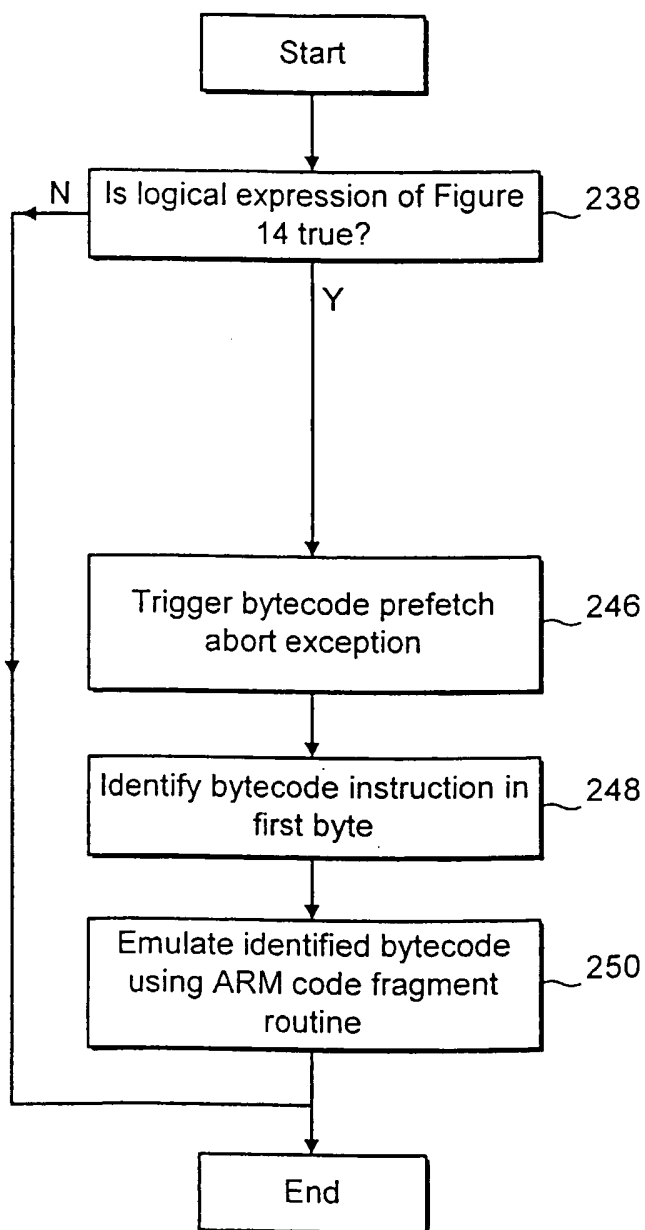 Start
N
Is logical expression of Figure
14 true?
238
Y
Trigger bytecode prefetch
abort exception
246
Identify bytecode instruction in
first byte
248
Emulate identified bytecode
using ARM code fragment
routine
250
End